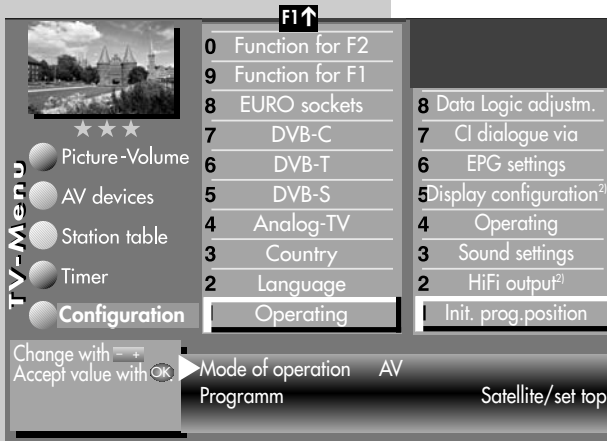 F1↑
0 Function for F2
9 Function for F1
8 EURO sockets
7 DVB-C
6 DVB-T
5 DVB-S
4 Analog-TV
3 Country
2 Language
1 Operating
8 Data Logic adjustm.
7 CI dialogue via
6 EPG settings
5 Display configuration2)
4 Operating
3 Sound settings
2 HiFi output2)
1 Init. prog.position
TV-Menu
Picture-Volume
AV devices
Station table
Timer
Configuration
Change with - +
Accept value with OK
Mode of operation AV
Programm Satellite/set top